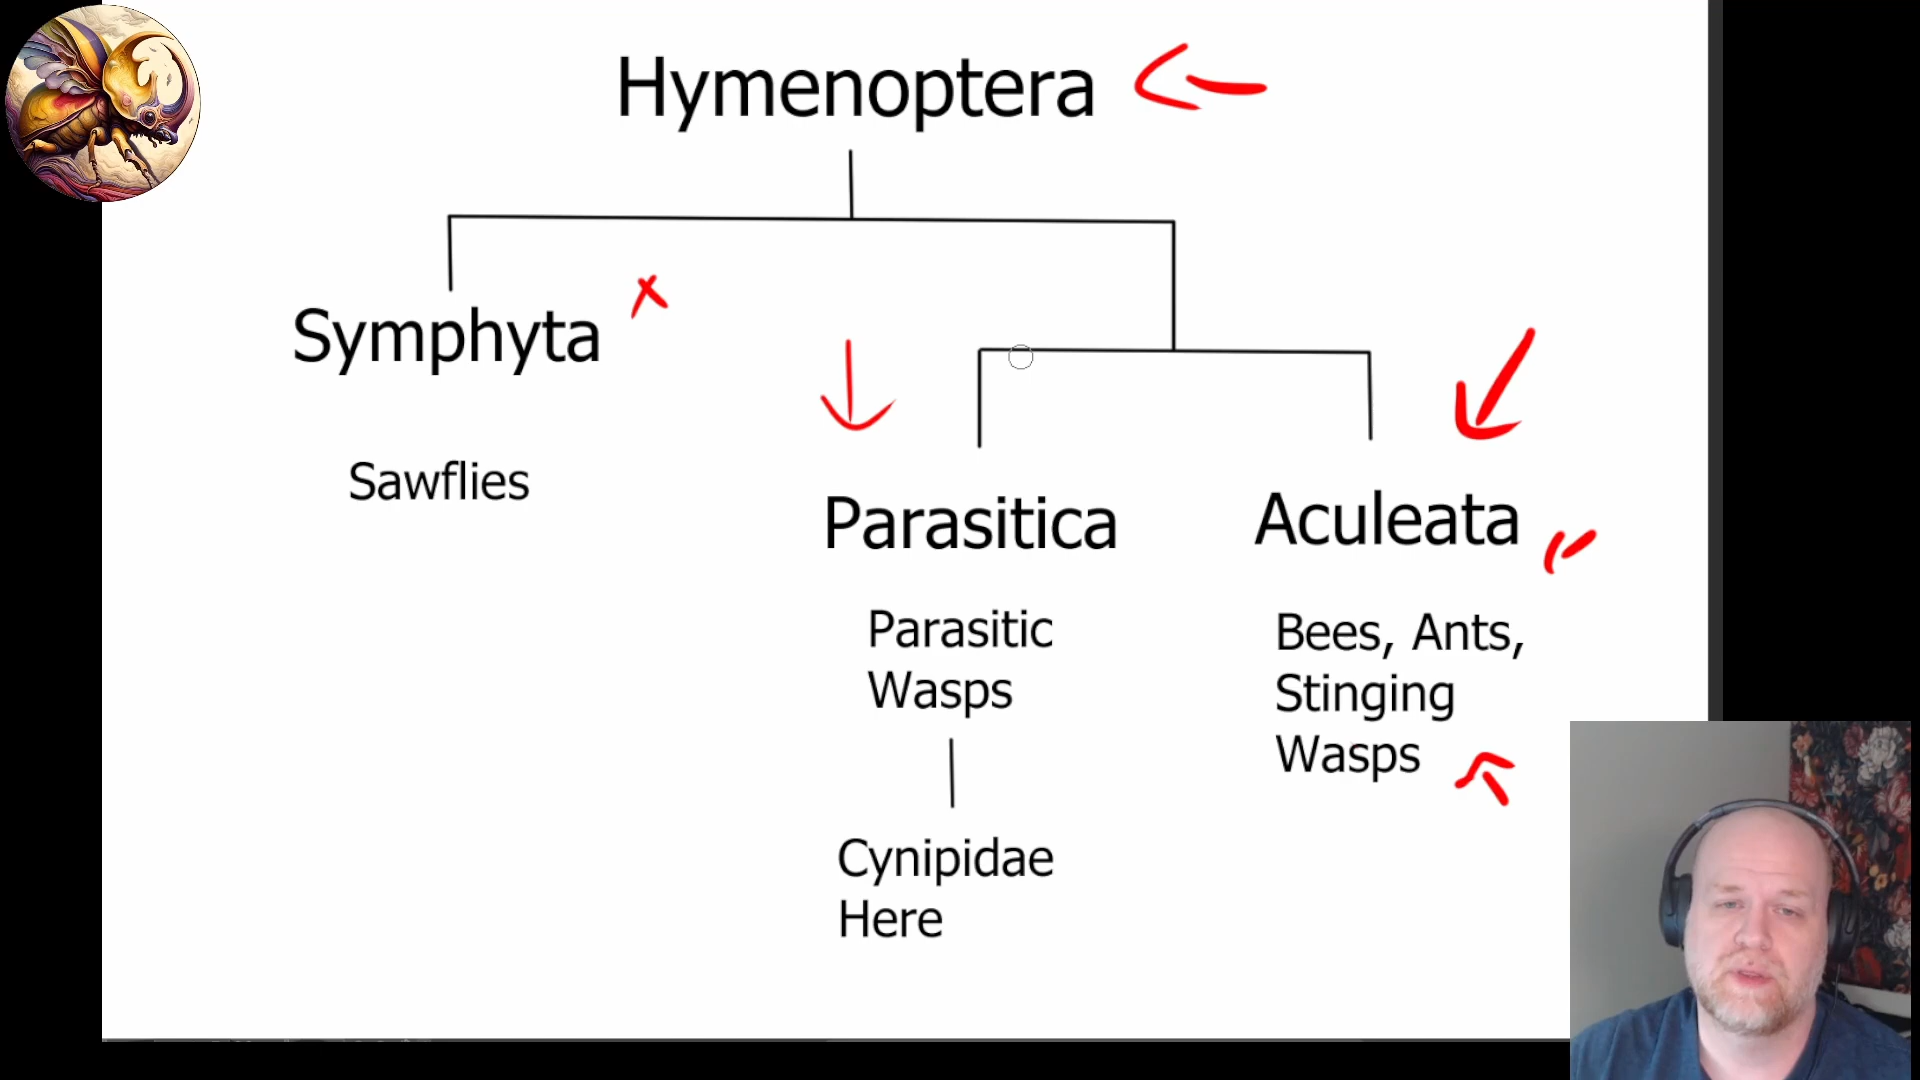 Hymenoptera
Symphyta
Sawflies
Parasitica
Aculeata
Parasitic
Wasps
Bees, Ants,
Stinging
Wasps
Cynipidae
Here